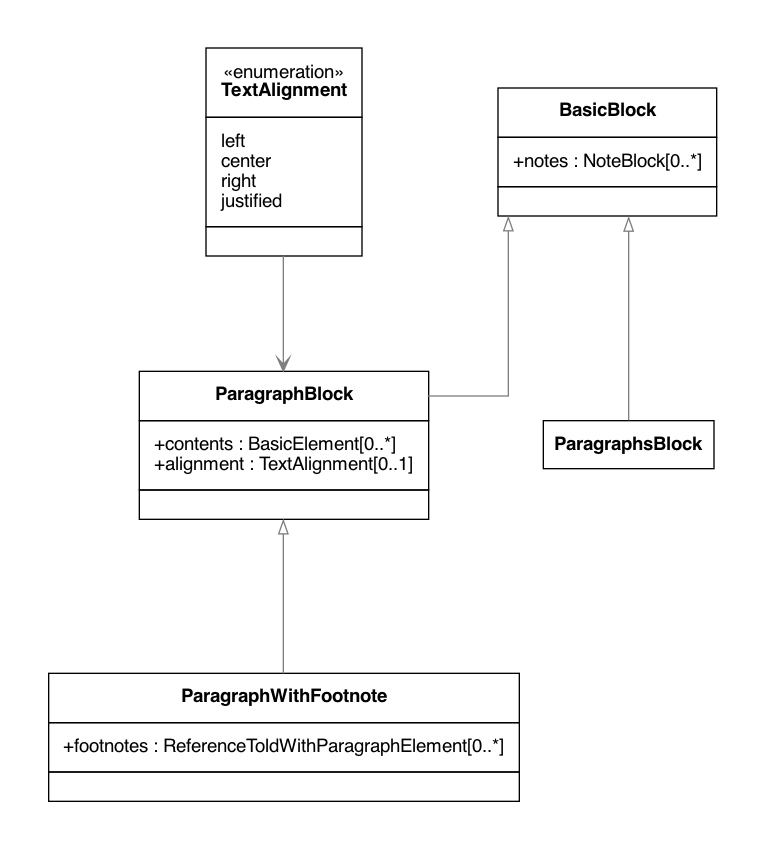 «enumeration»
TextAlignment
left
center
right
justified
BasicBlock
+notes : NoteBlock[0..*]
ParagraphBlock
+contents : BasicElement[0..*]
+alignment : TextAlignment[0..1]
ParagraphsBlock
ParagraphWithFootnote
+footnotes : ReferenceToIdWithParagraphElement[0..*]